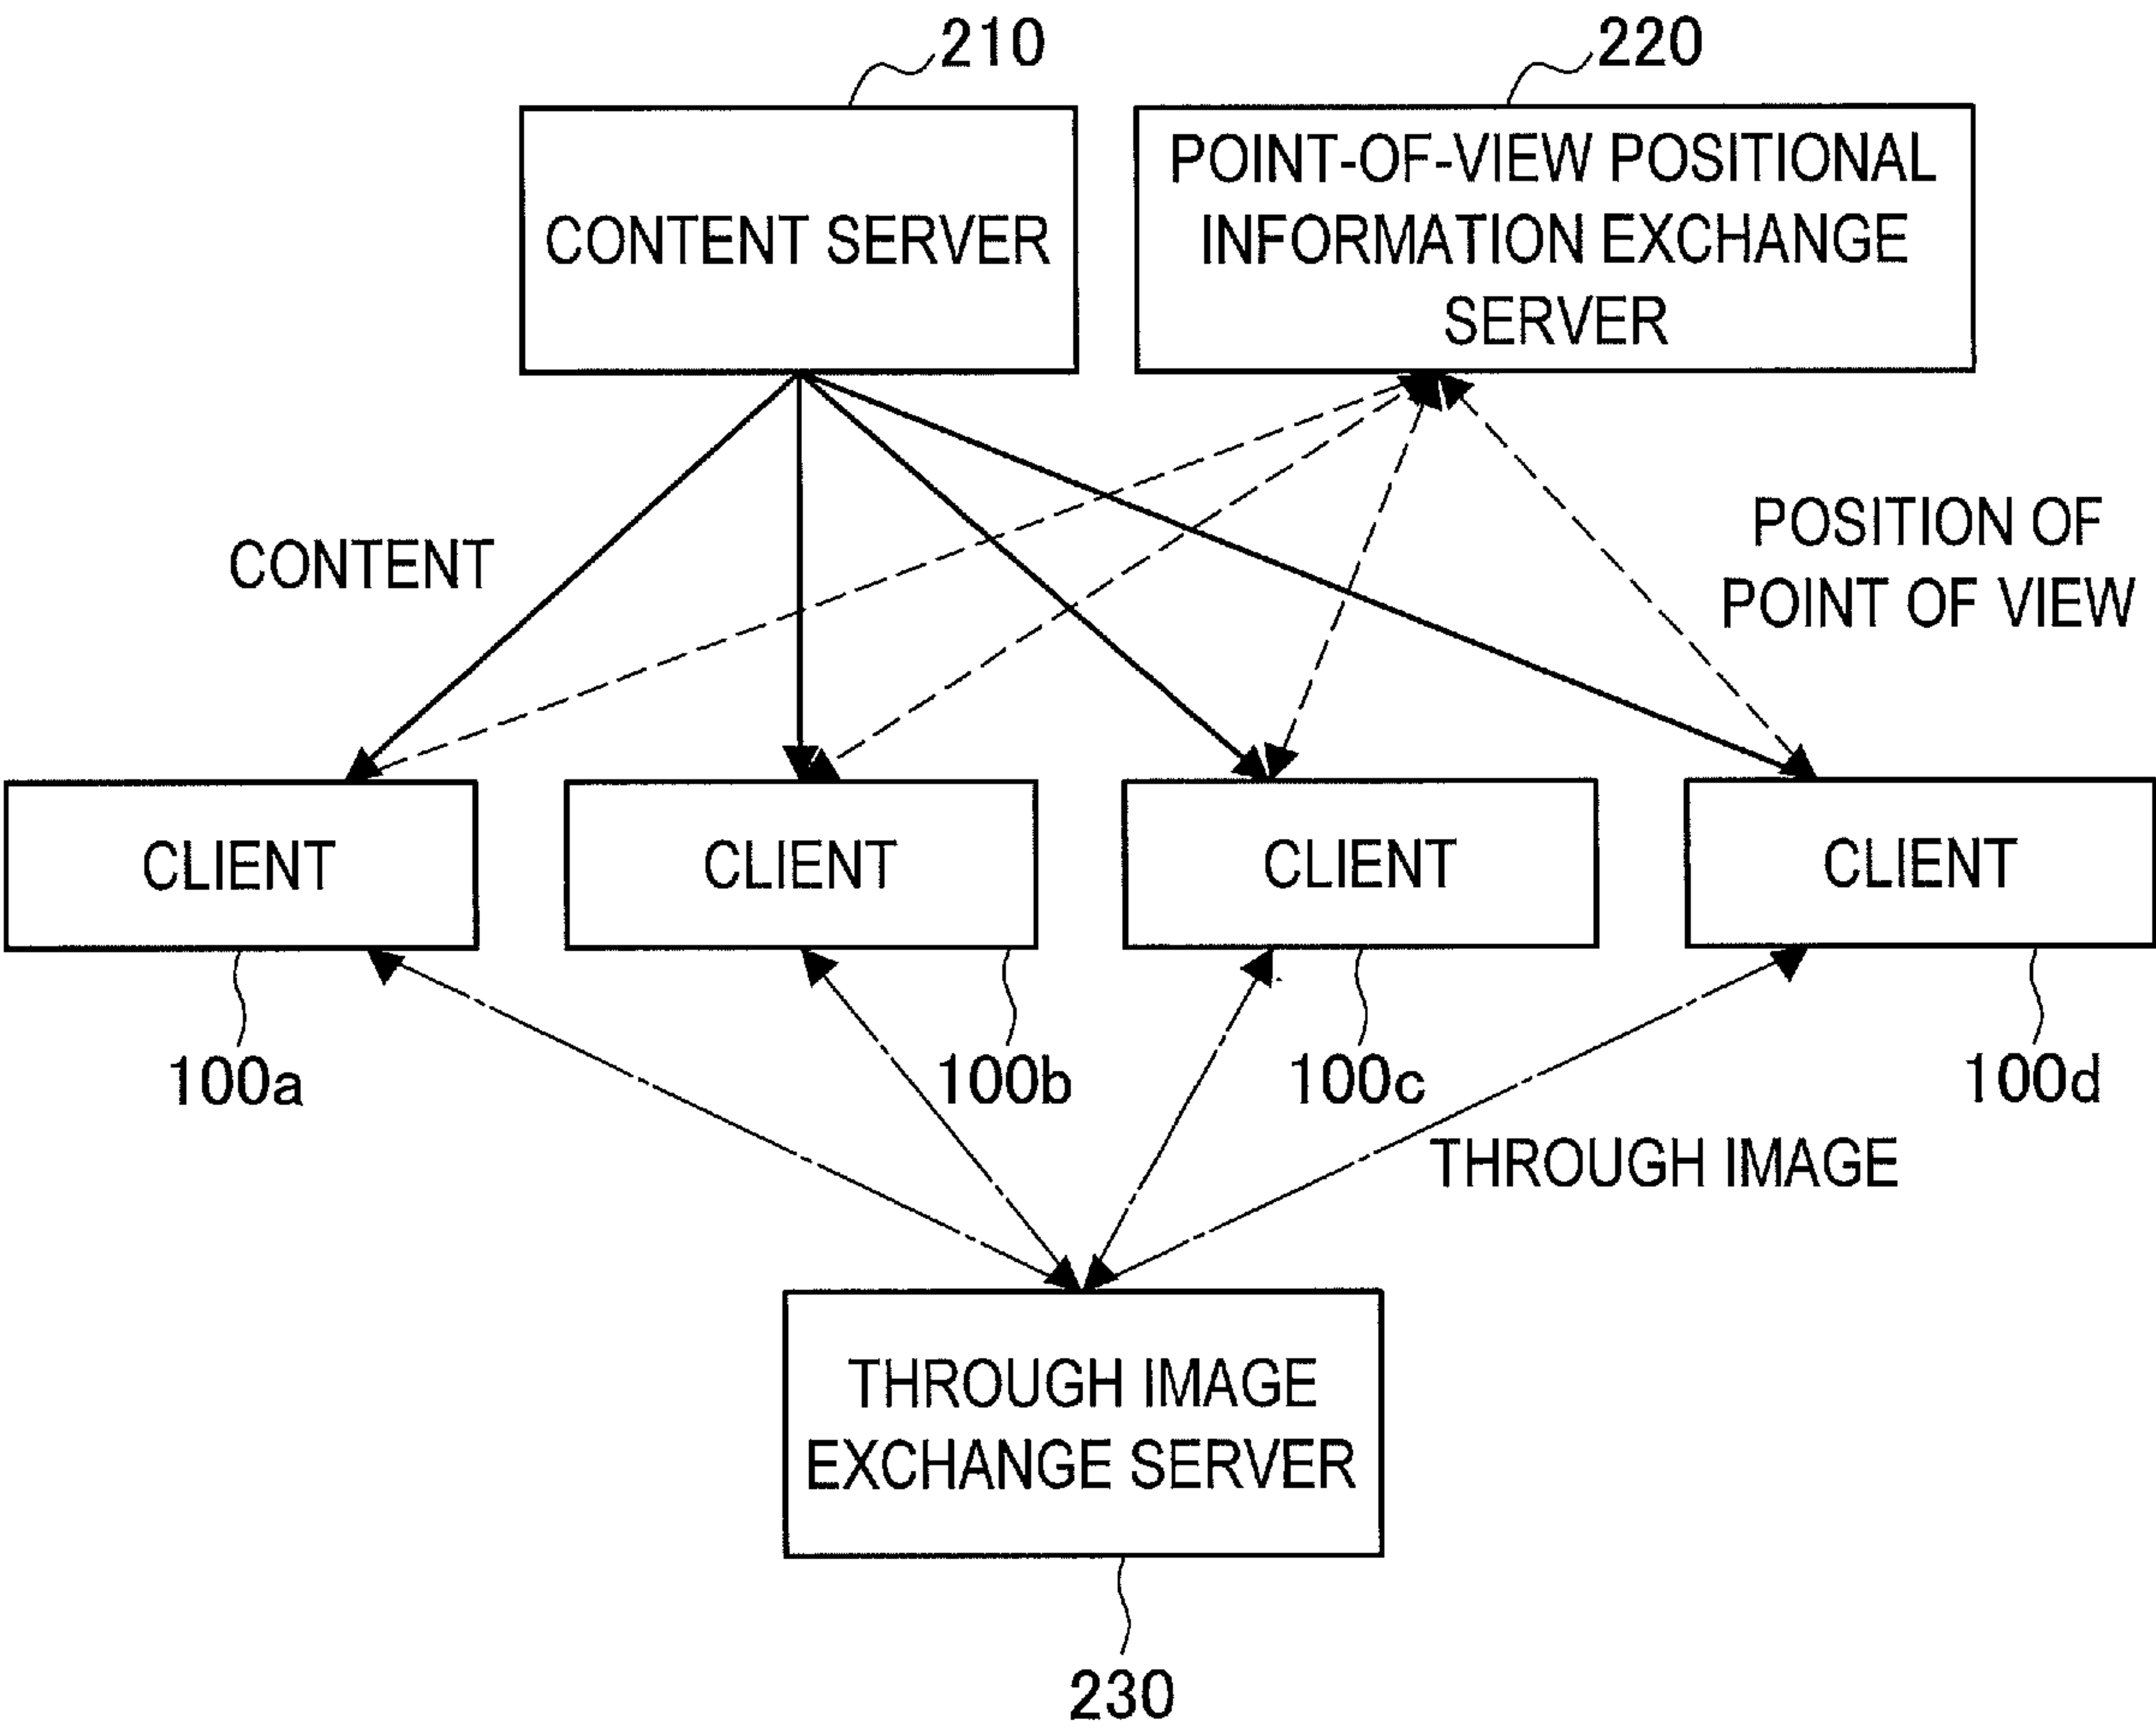 210
220
CONTENT SERVER
POINT-OF-VIEW POSITIONAL
INFORMATION EXCHANGE
SERVER
CONTENT
POSITION OF
POINT OF VIEW
CLIENT
CLIENT
CLIENT
CLIENT
100a
100b
100c
100d
THROUGH IMAGE
THROUGH IMAGE
EXCHANGE SERVER
230